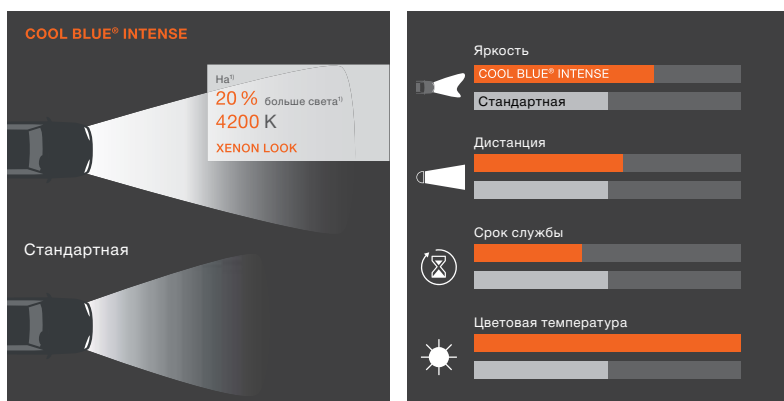 COOL BLUE® INTENSE
На¹⁾
20 % больше света¹⁾
4200 K
XENON LOOK
Стандартная
Яркость
COOL BLUE® INTENSE
Стандартная
Дистанция
Срок службы
Цветовая температура